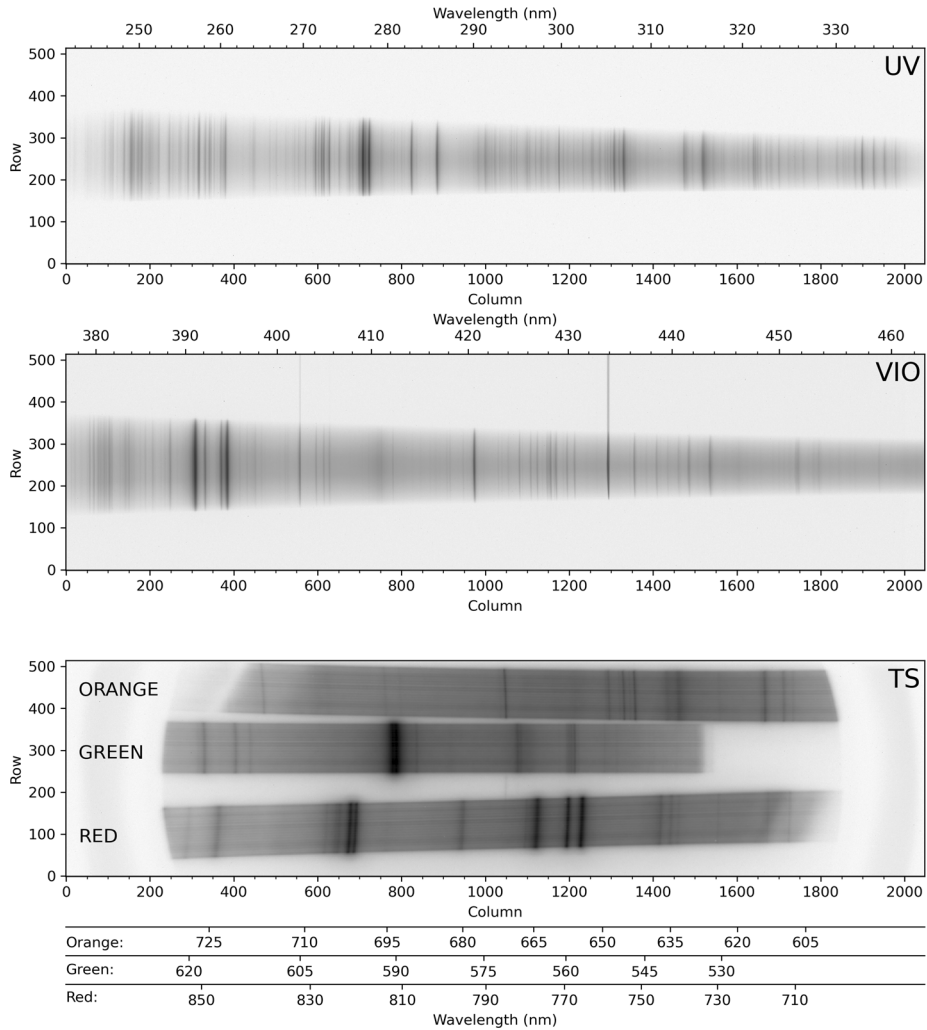 Wavelength (nm)
250 260 270 280 290 300 310 320 330
UV
500
400
300
200
100
0
Row
0 200 400 600 800 1000 1200 1400 1600 1800 2000
Column
Wavelength (nm)
380 390 400 410 420 430 440 450 460
VIO
500
400
300
200
100
0
Row
0 200 400 600 800 1000 1200 1400 1600 1800 2000
Column
TS
500
400
300
200
100
0
Row
ORANGE
GREEN
RED
0 200 400 600 800 1000 1200 1400 1600 1800 2000
Column
Orange: 725 710 695 680 665 650 635 620 605
Green: 620 605 590 575 560 545 530
Red: 850 830 810 790 770 750 730 710
Wavelength (nm)